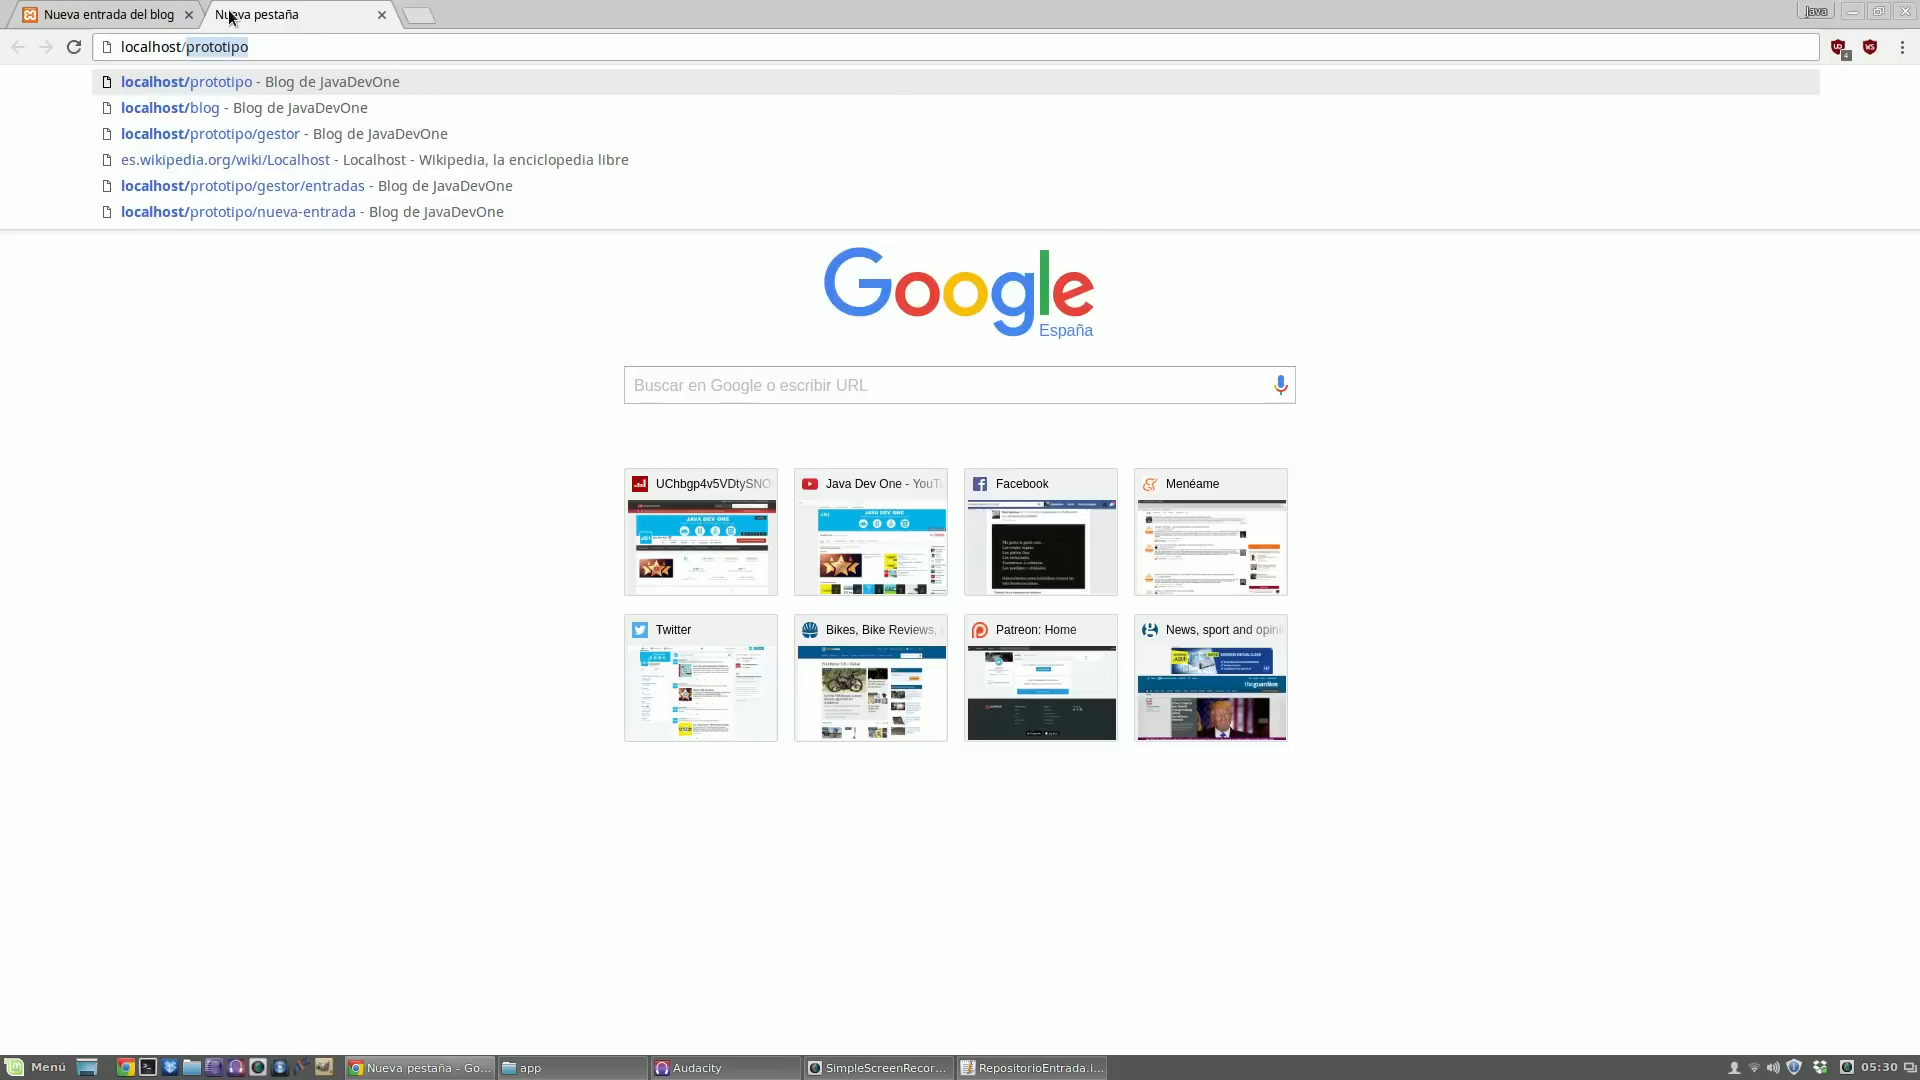 Nueva entrada del blog
Nueva pestaña
Java
localhost/prototipo
localhost/prototipo - Blog de JavaDevOne
localhost/blog - Blog de JavaDevOne
localhost/prototipo/gestor - Blog de JavaDevOne
es.wikipedia.org/wiki/Localhost - Localhost - Wikipedia, la enciclopedia libre
localhost/prototipo/gestor/entradas - Blog de JavaDevOne
localhost/prototipo/nueva-entrada - Blog de JavaDevOne
Google
España
Buscar en Google o escribir URL
UChbgp4v5VDtySNO
Java Dev One - YouT
Facebook
Menéame
JAVA DEV ONE
Twitter
Bikes, Bike Reviews,
Patreon: Home
News, sport and opin
theguardian
Menú
Nueva pestaña - Go...
app
Audacity
SimpleScreenRecor...
RepositorioEntrada.i...
05:30